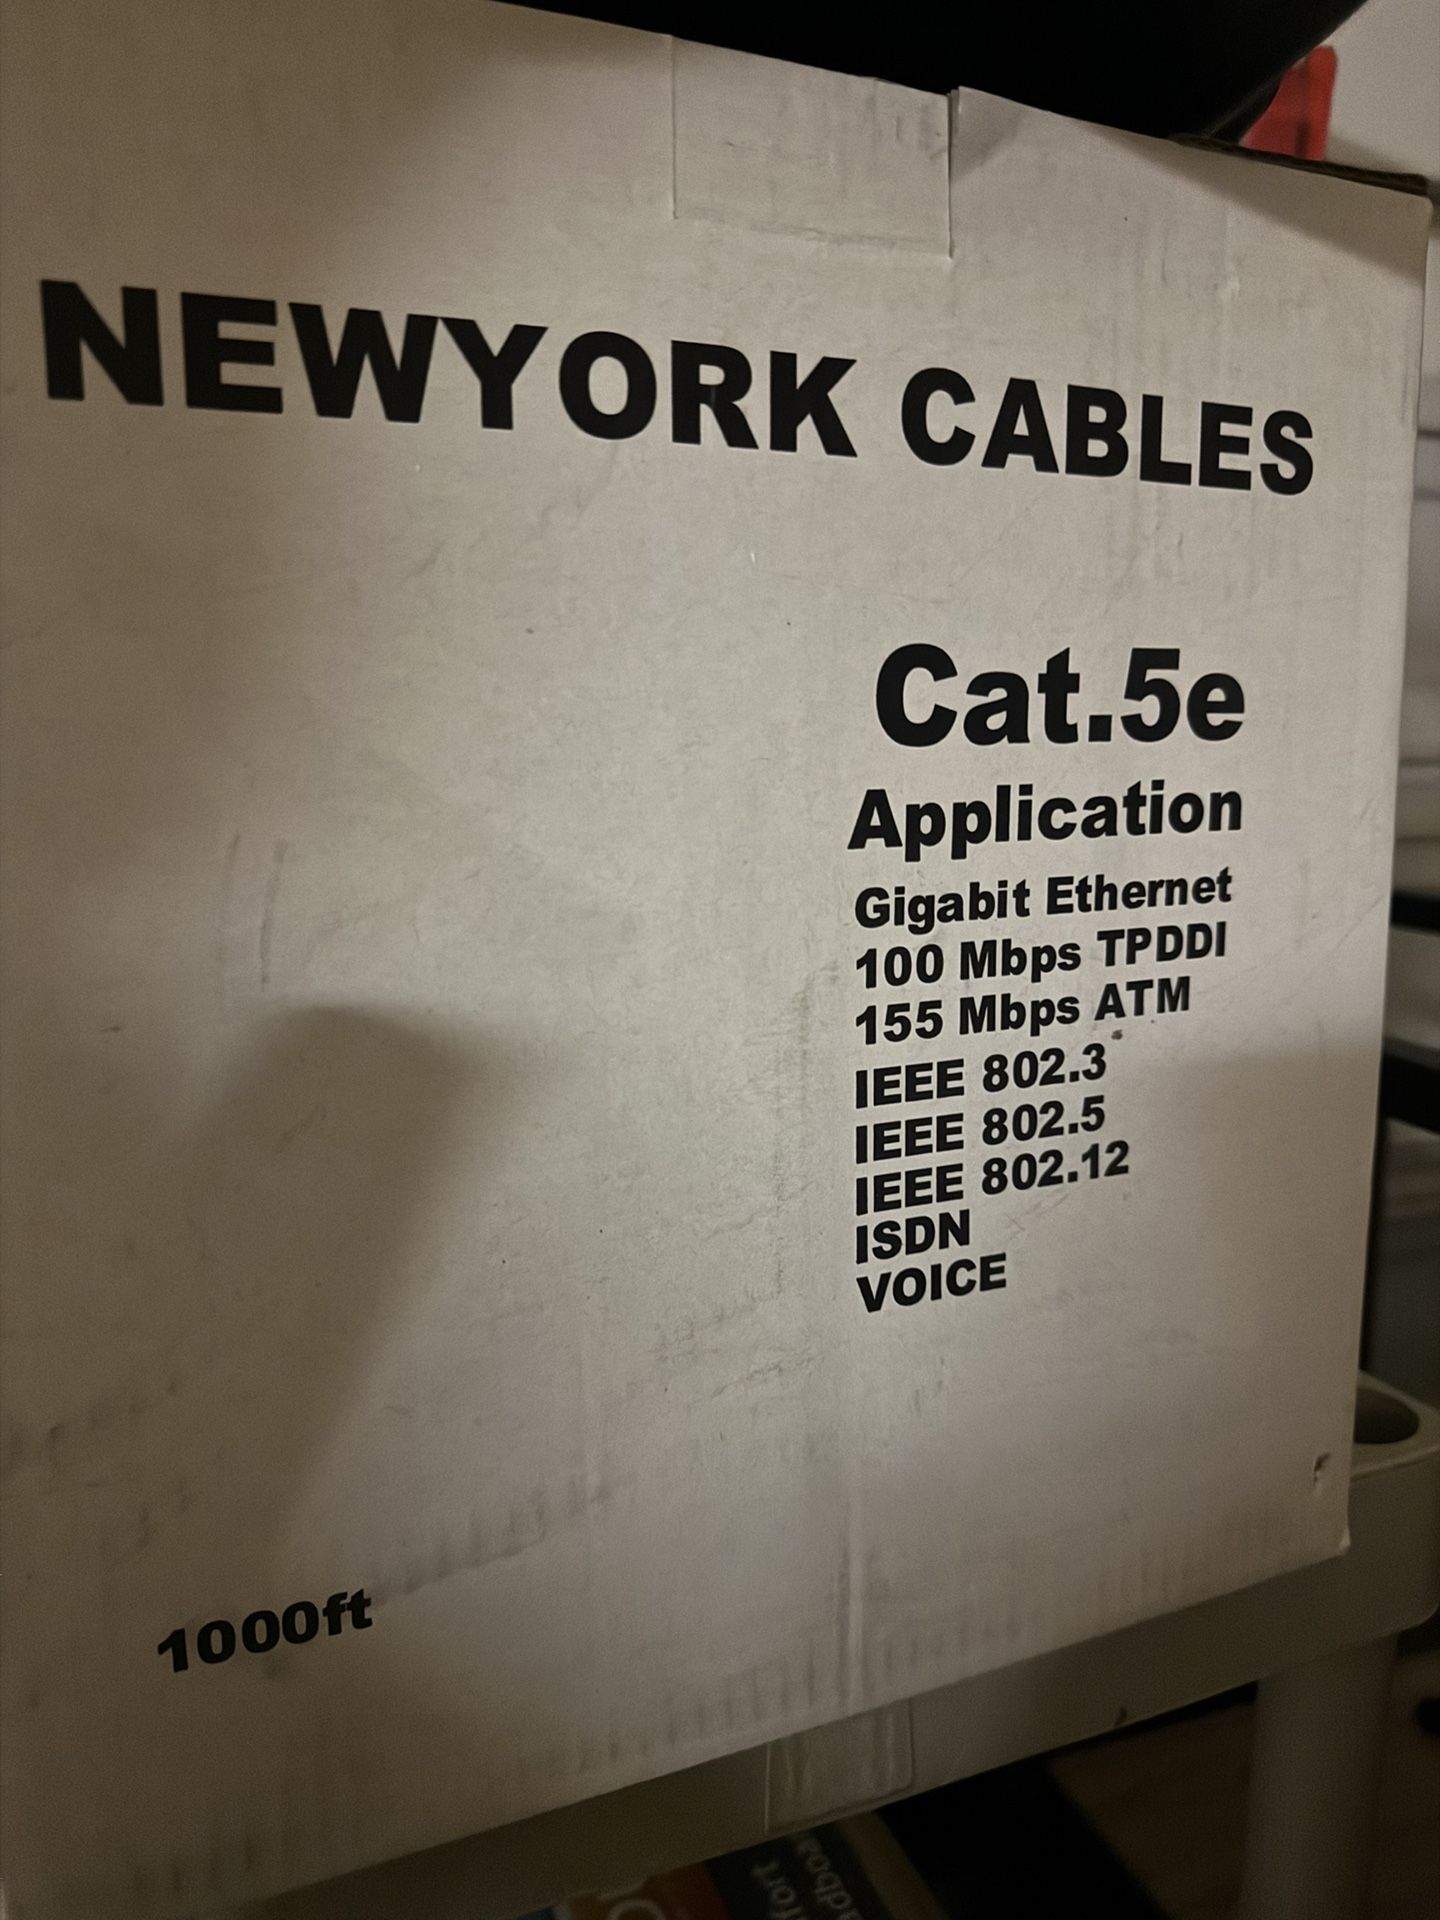 NEWYORK CABLES
Cat.5e
Application
Gigabit Ethernet
100 Mbps TPDDI
155 Mbps ATM
IEEE 802.3
IEEE 802.5
IEEE 802.12
ISDN
VOICE
1000ft